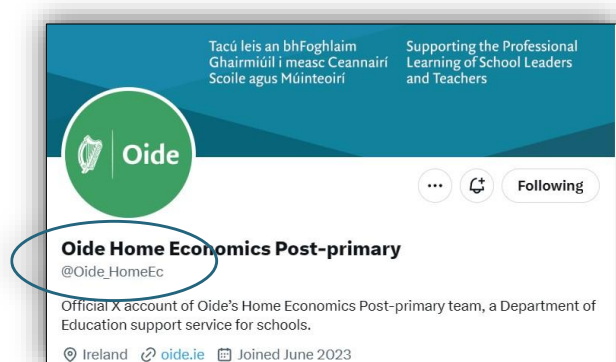 Tacú leis an bhFoghlaim
Ghairmiúil i measc Ceannairí
Scoile agus Múinteoirí
Supporting the Professional
Learning of School Leaders
and Teachers
Oide
Following
Oide Home Economics Post-primary
@Oide_HomeEc
Official X account of Oide's Home Economics Post-primary team, a Department of
Education support service for schools.
Ireland oide.ie Joined June 2023